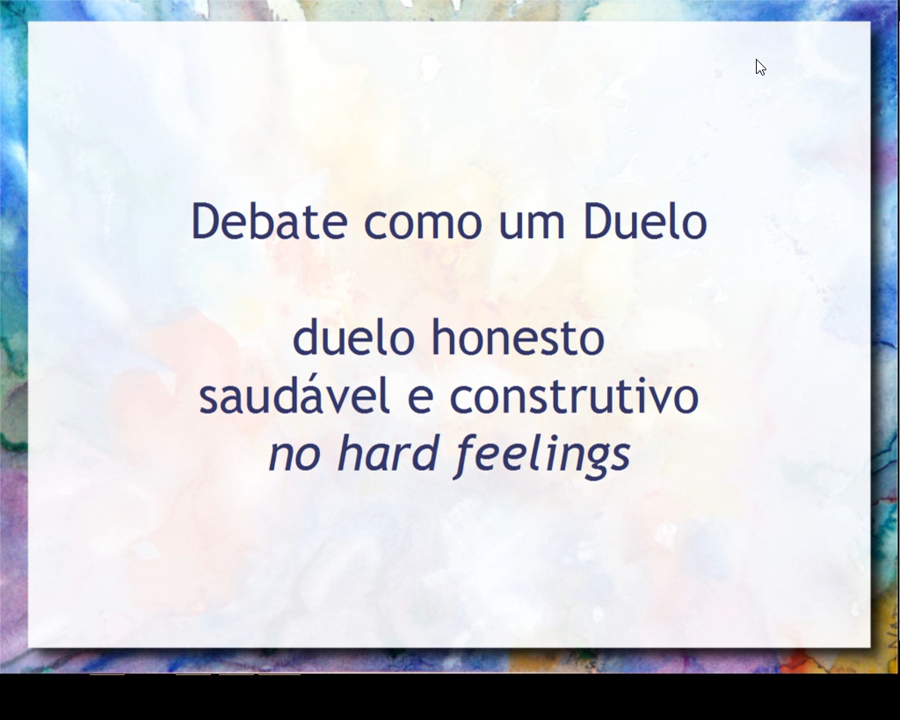 Debate como um Duelo
duelo honesto
saudável e construtivo
no hard feelings